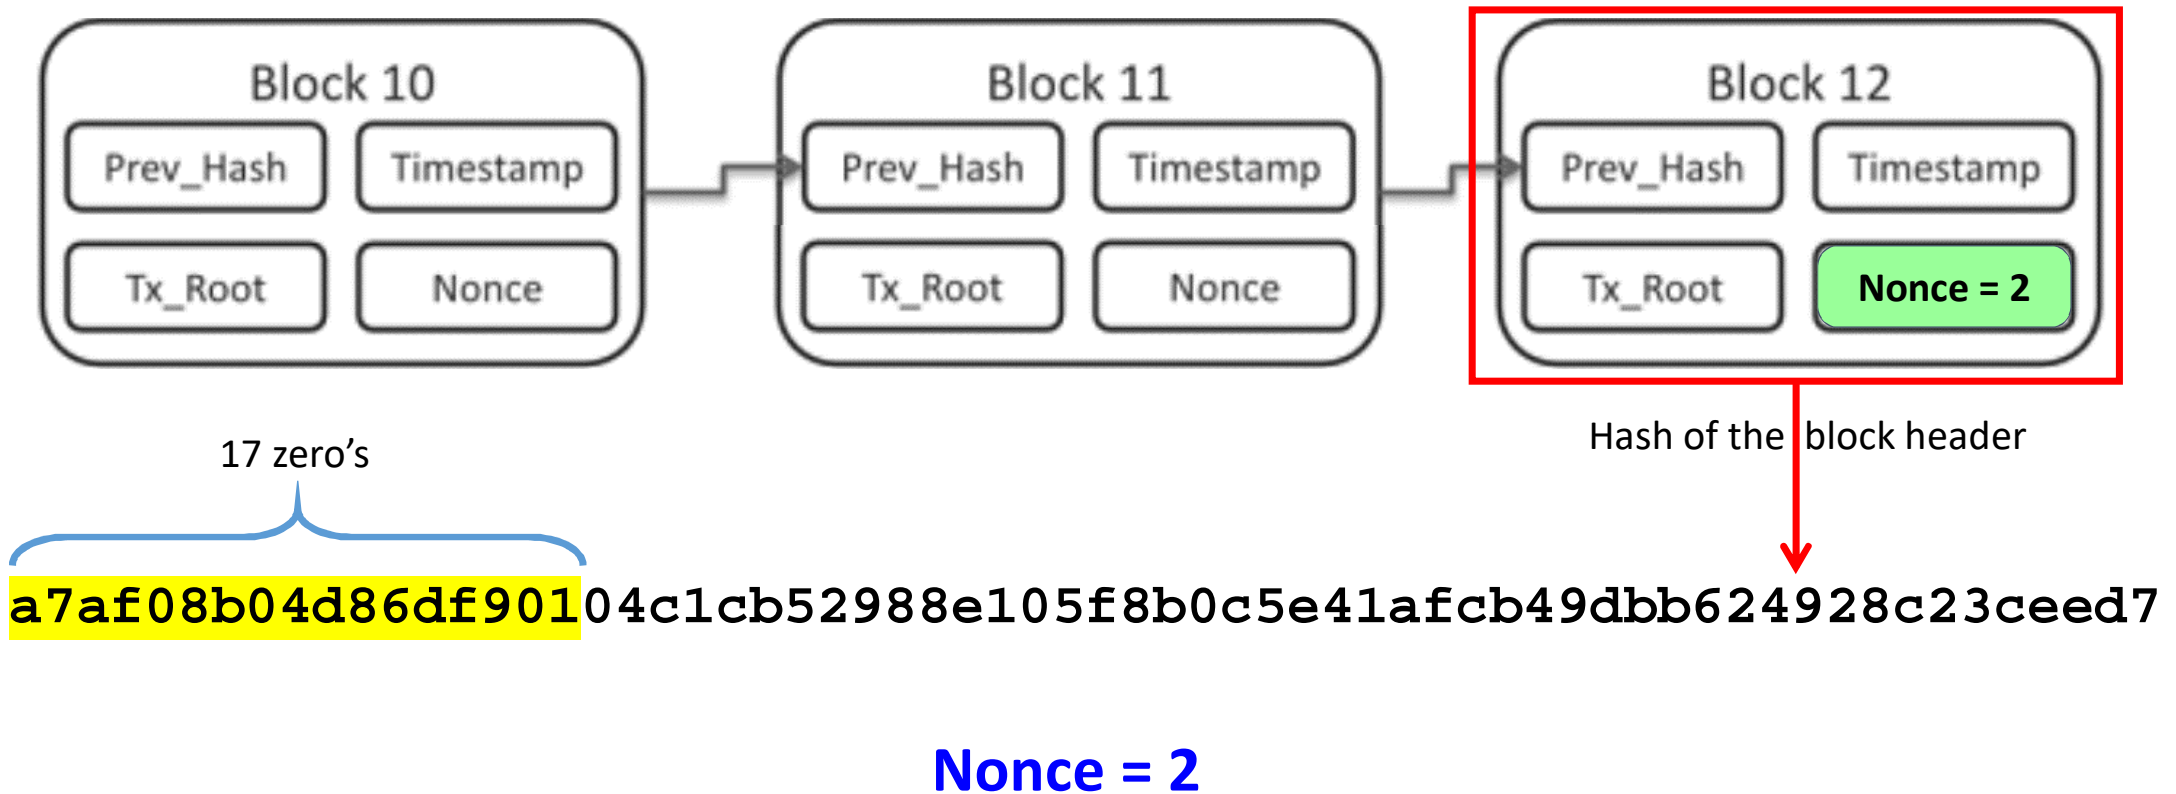 Block 10
Prev_Hash Timestamp
Tx_Root Nonce
Block 11
Prev_Hash Timestamp
Tx_Root Nonce
Block 12
Prev_Hash Timestamp
Tx_Root Nonce = 2
17 zero’s
Hash of the block header
a7af08b04d86df90104c1cb52988e105f8b0c5e41afcb49dbb624928c23ceed7
Nonce = 2